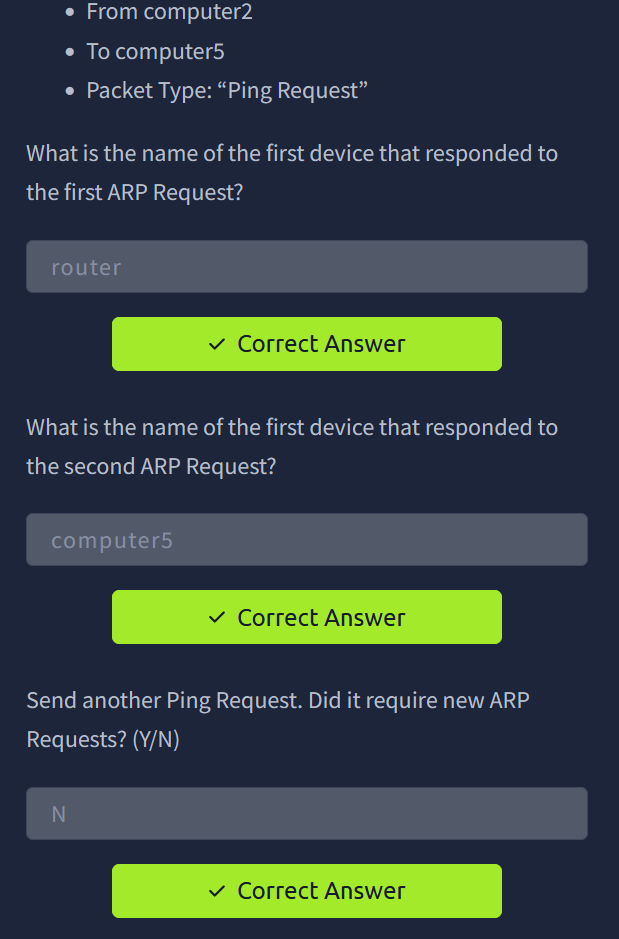 From computer2
To computer5
Packet Type: “Ping Request”
What is the name of the first device that responded to
the first ARP Request?
router
Correct Answer
What is the name of the first device that responded to
the second ARP Request?
computer5
Correct Answer
Send another Ping Request. Did it require new ARP
Requests? (Y/N)
N
Correct Answer